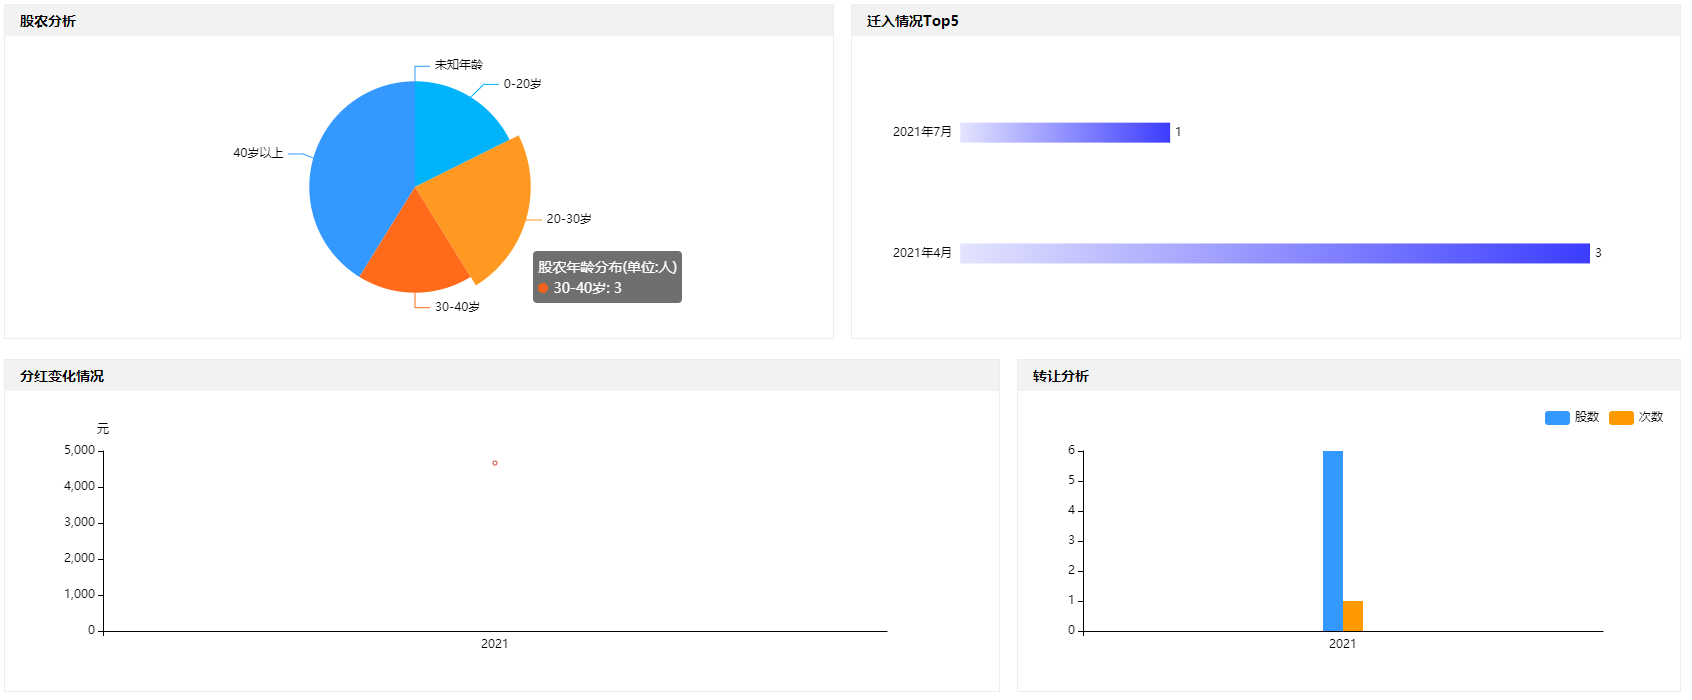 股农分析
未知年龄
0-20岁
40岁以上
20-30岁
股农年龄分布(单位:人)
30-40岁: 3
30-40岁
迁入情况Top5
2021年7月
1
2021年4月
3
分红变化情况
元
5,000
4,000
3,000
2,000
1,000
0
2021
转让分析
股数 次数
6
5
4
3
2
1
0
2021